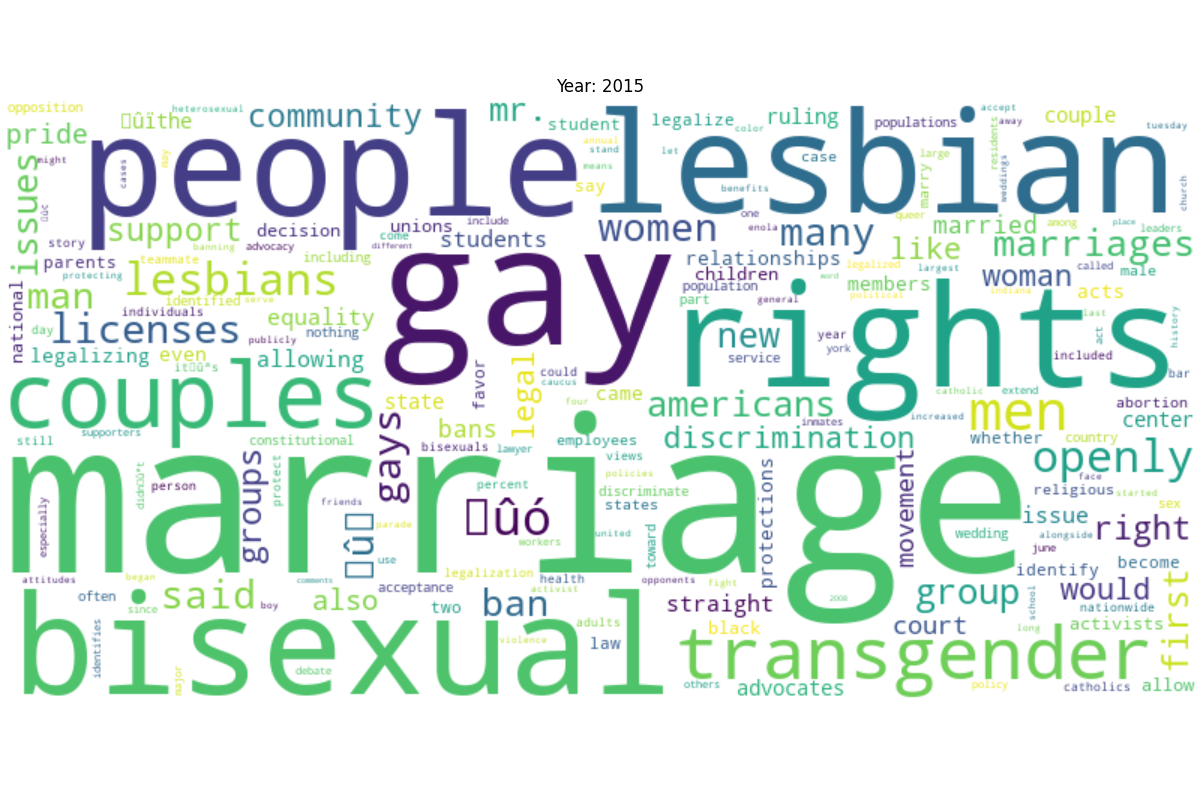 Year: 2015
opposition
heterosexual
community
mr.
student
annual
stand
color
legalize
ruling
populations
accept
away
couple
tuesday
pride
ûïthe
people
lesbian
might
cases
may
means
let
say
benefits
case
large
marry
residents
weddings
church
issues
ûûc
support
decision
unions
include
students
women
one
enola
many
queer
married
among
place
leaders
story
banning
advocacy
come
different
like
marriages
parents
teammate
including
relationships
word
legalized
largest
called
male
protecting
lesbians
gay
children
population
members
woman
national
man
identified
serve
part
general
political
indiana
acts
individuals
equality
rights
last
day
licenses
publicly
nothing
new
year
york
act
history
legalizing
even
allowing
service
included
itûªs
could
caucus
bar
couples
state
favor
legal
four
came
americans
catholic
extend
men
abortion
inmates
increased
center
still
supporters
constitutional
gays
bans
employees
discrimination
whether
country
bisexuals
lawyer
views
openly
marriage
groups
protect
didnûªt
percent
policies
face
person
friends
discriminate
protections
movement
religious
started
especially
ûó
states
sex
û
parade
issue
alongside
right
use
workers
united
toward
wedding
june
attitudes
began
comments
acceptance
legalization
health
activist
opponents
fight
identify
become
often
since
said
boy
also
two
ban
straight
2008
group
school
would
nationwide
bisexual
adults
black
court
long
activists
first
identifies
violence
law
transgender
major
debate
others
advocates
policy
catholics
allow